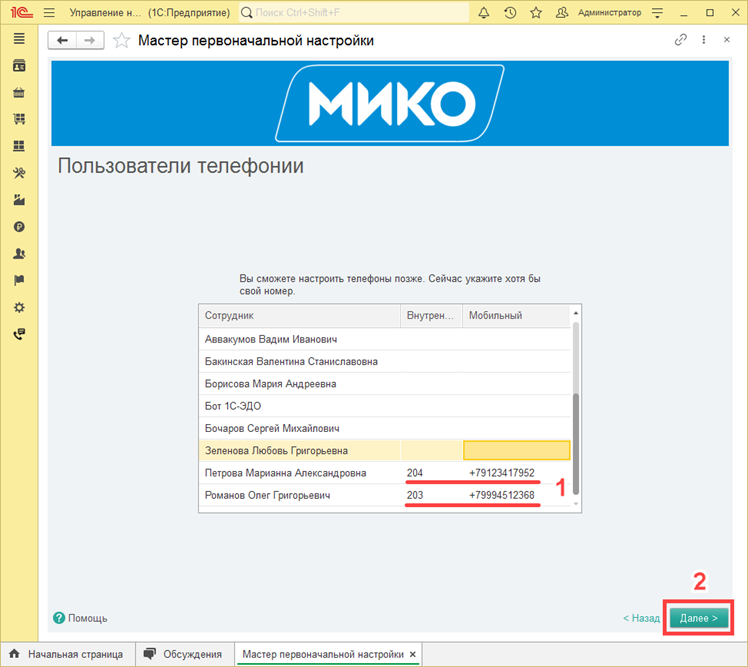 1С Управление н... (1С:Предприятие) Поиск Ctrl+Shift+F Администратор
Мастер первоначальной настройки
МИКО
Пользователи телефонии
Вы сможете настроить телефоны позже. Сейчас укажите хотя бы
свой номер.
Сотрудник Внутрен... Мобильный
Аввакумов Вадим Иванович
Бакинская Валентина Станиславовна
Борисова Мария Андреевна
Бот 1С-ЭДО
Бочаров Сергей Михайлович
Зеленова Любовь Григорьевна
Петрова Марианна Александровна 204 +79123417952
Романов Олег Григорьевич 203 +79994512368
1
2
? Помощь < Назад Далее >
Начальная страница Обсуждения Мастер первоначальной настройки ×